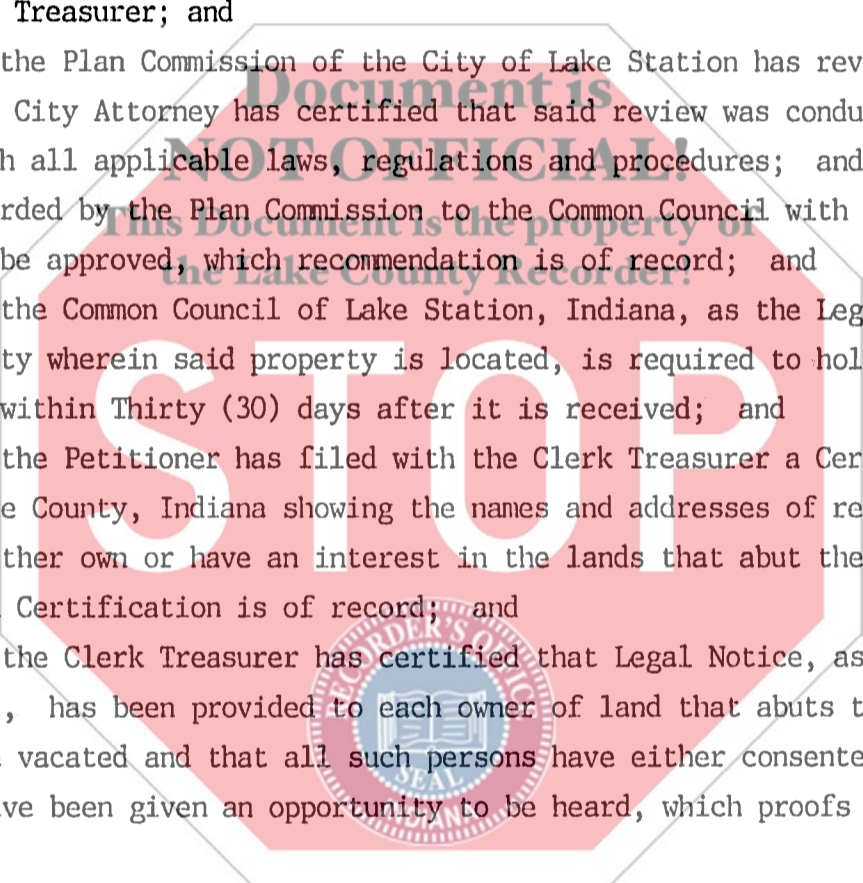 Treasurer; and
the Plan Commission of the City of Lake Station has rev
City Attorney has certified that said review was condu
h all applicable laws, regulations and procedures; and
rded by the Plan Commission to the Common Council with
be approved, which recommendation is of record; and
the Common Council of Lake Station, Indiana, as the Leg
ty wherein said property is located, is required to hol
within Thirty (30) days after it is received; and
the Petitioner has filed with the Clerk Treasurer a Cer
e County, Indiana showing the names and addresses of re
ther own or have an interest in the lands that abut the
Certification is of record; and
the Clerk Treasurer has certified that Legal Notice, as
, has been provided to each owner of land that abuts t
vacated and that all such persons have either consente
ve been given an opportunity to be heard, which proofs
Document is
NOT OFFICIAL!
This Document is the property of
the Lake County Recorder!
STOP
RECORDER'S OFFIC
SEAL
INDIANA